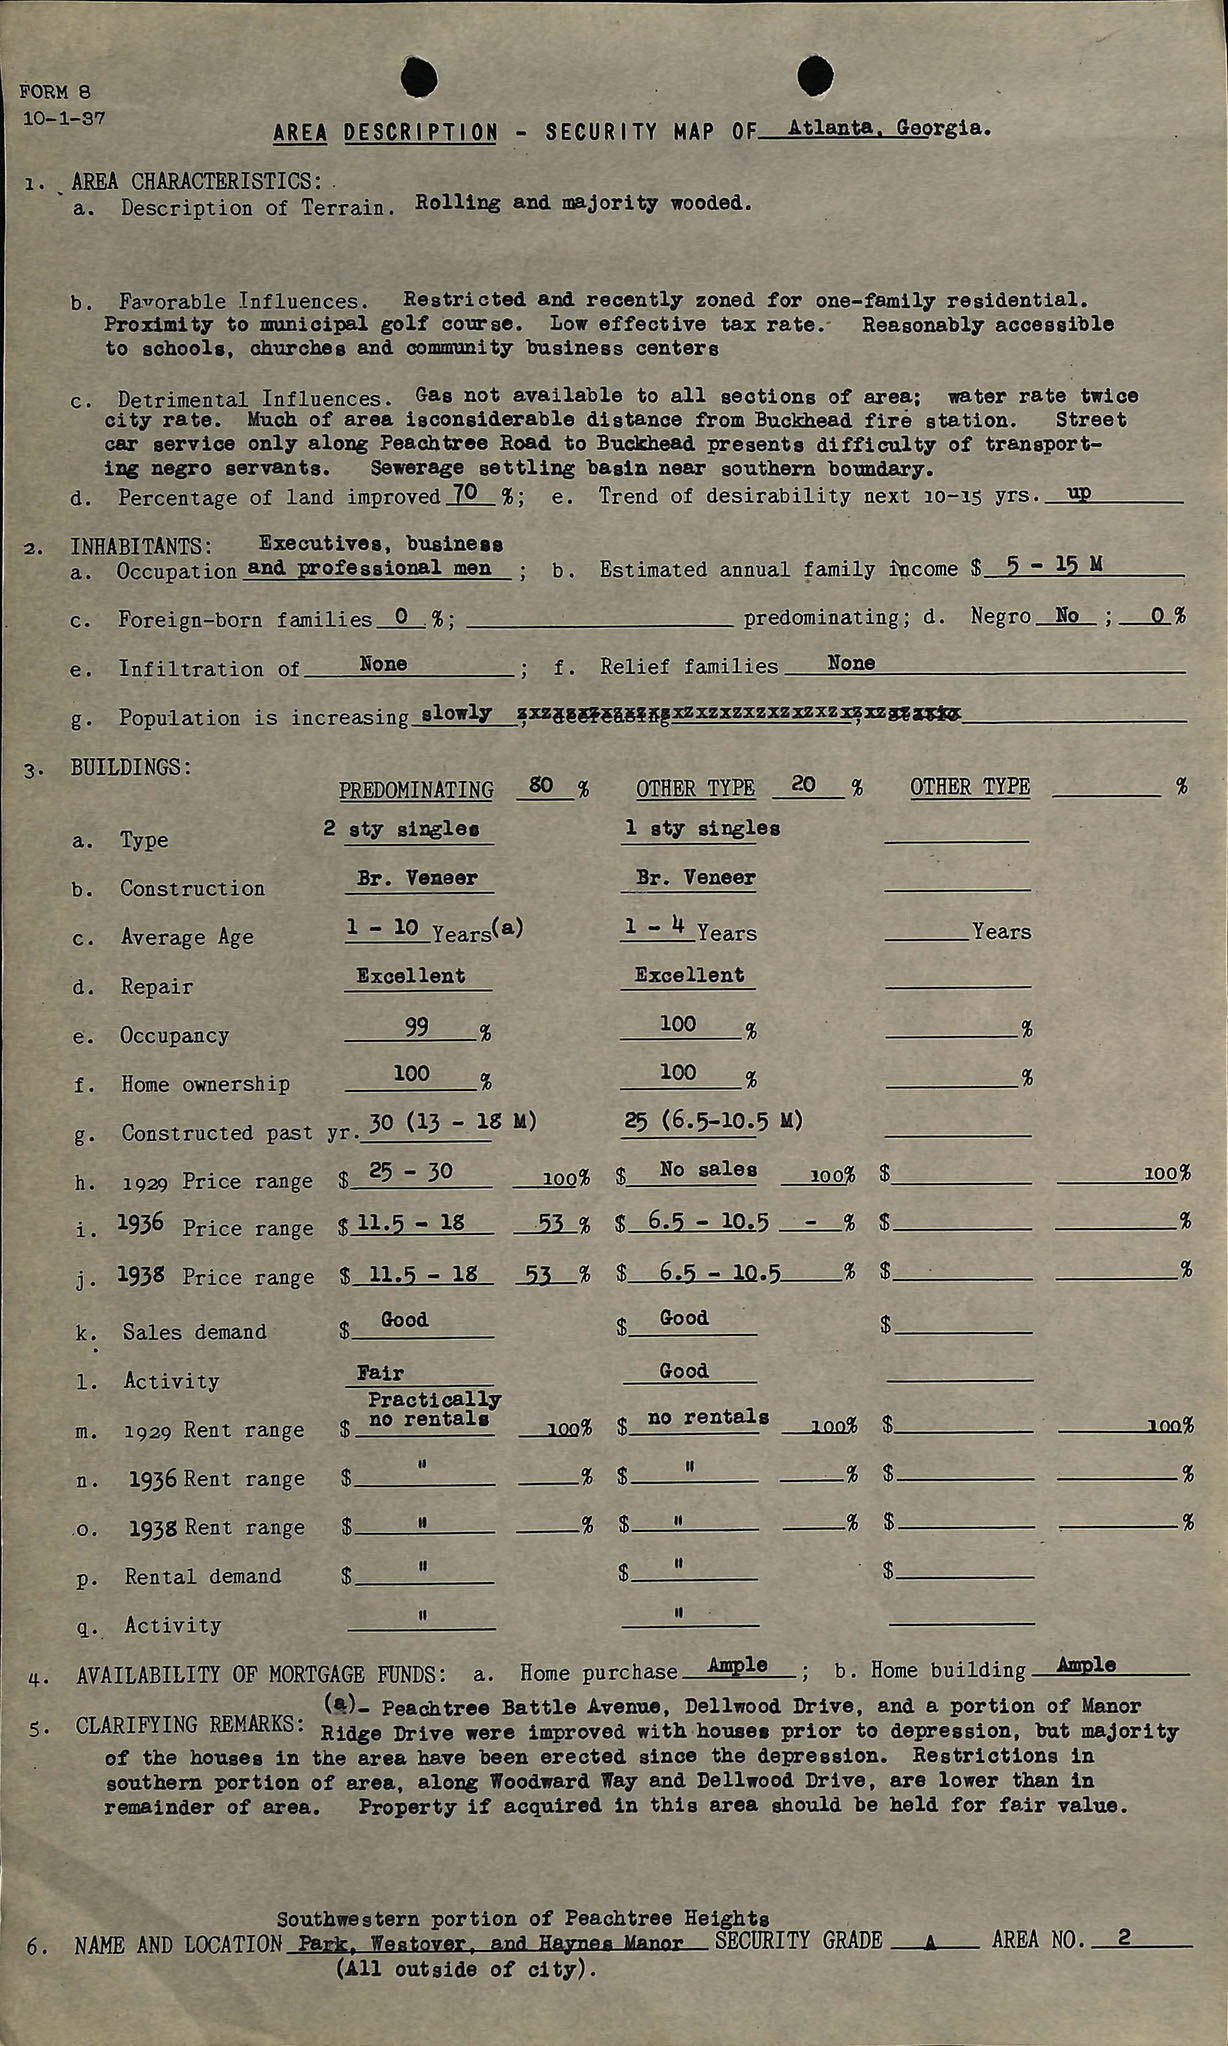 FORM 8
10-1-37
AREA DESCRIPTION - SECURITY MAP OF Atlanta, Georgia.
1. AREA CHARACTERISTICS:
a. Description of Terrain. Rolling and majority wooded.
b. Favorable Influences. Restricted and recently zoned for one-family residential.
Proximity to municipal golf course. Low effective tax rate. Reasonably accessible
to schools, churches and community business centers
c. Detrimental Influences. Gas not available to all sections of area; water rate twice
city rate. Much of area isconsiderable distance from Buckhead fire station. Street
car service only along Peachtree Road to Buckhead presents difficulty of transport-
ing negro servants. Sewerage settling basin near southern boundary.
d. Percentage of land improved 70 %; e. Trend of desirability next 10-15 yrs. up
2. INHABITANTS: Executives, business
a. Occupation and professional men ; b. Estimated annual family income $ 5 - 15 M
c. Foreign-born families 0 %; predominating; d. Negro No ; 0 %
e. Infiltration of None ; f. Relief families None
g. Population is increasing slowly decreasing static
3. BUILDINGS:
PREDOMINATING 80 % OTHER TYPE 20 % OTHER TYPE %
a. Type 2 sty singles 1 sty singles
b. Construction Br. Veneer Br. Veneer
c. Average Age 1 - 10 Years (a) 1 - 4 Years Years
d. Repair Excellent Excellent
e. Occupancy 99 % 100 % %
f. Home ownership 100 % 100 % %
g. Constructed past yr. 30 (13 - 18 M) 25 (6.5-10.5 M)
h. 1929 Price range $ 25 - 30 100% $ No sales 100% $ 100%
i. 1936 Price range $ 11.5 - 18 53 % $ 6.5 - 10.5 - % $ %
j. 1938 Price range $ 11.5 - 18 53 % $ 6.5 - 10.5 % $ %
k. Sales demand $ Good $ Good $
l. Activity Fair Good
Practically
m. 1929 Rent range $ no rentals 100% $ no rentals 100% $ 100%
n. 1936 Rent range $ " % $ " % $ %
o. 1938 Rent range $ " % $ " % $ %
p. Rental demand $ " $ " $
q. Activity " "
4. AVAILABILITY OF MORTGAGE FUNDS: a. Home purchase Ample ; b. Home building Ample
(a)- Peachtree Battle Avenue, Dellwood Drive, and a portion of Manor
5. CLARIFYING REMARKS: Ridge Drive were improved with houses prior to depression, but majority
of the houses in the area have been erected since the depression. Restrictions in
southern portion of area, along Woodward Way and Dellwood Drive, are lower than in
remainder of area. Property if acquired in this area should be held for fair value.
Southwestern portion of Peachtree Heights
6. NAME AND LOCATION Park, Westover, and Haynes Manor SECURITY GRADE A AREA NO. 2
(All outside of city).